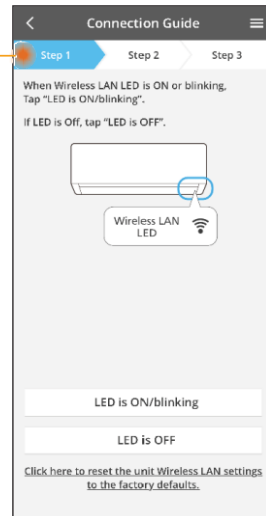 Connection Guide
Step 1
Step 2
Step 3
When Wireless LAN LED is ON or blinking,
Tap “LED is ON/blinking”.
If LED is Off, tap “LED is OFF”.
Wireless LAN
LED
LED is ON/blinking
LED is OFF
Click here to reset the unit Wireless LAN settings
to the factory defaults.